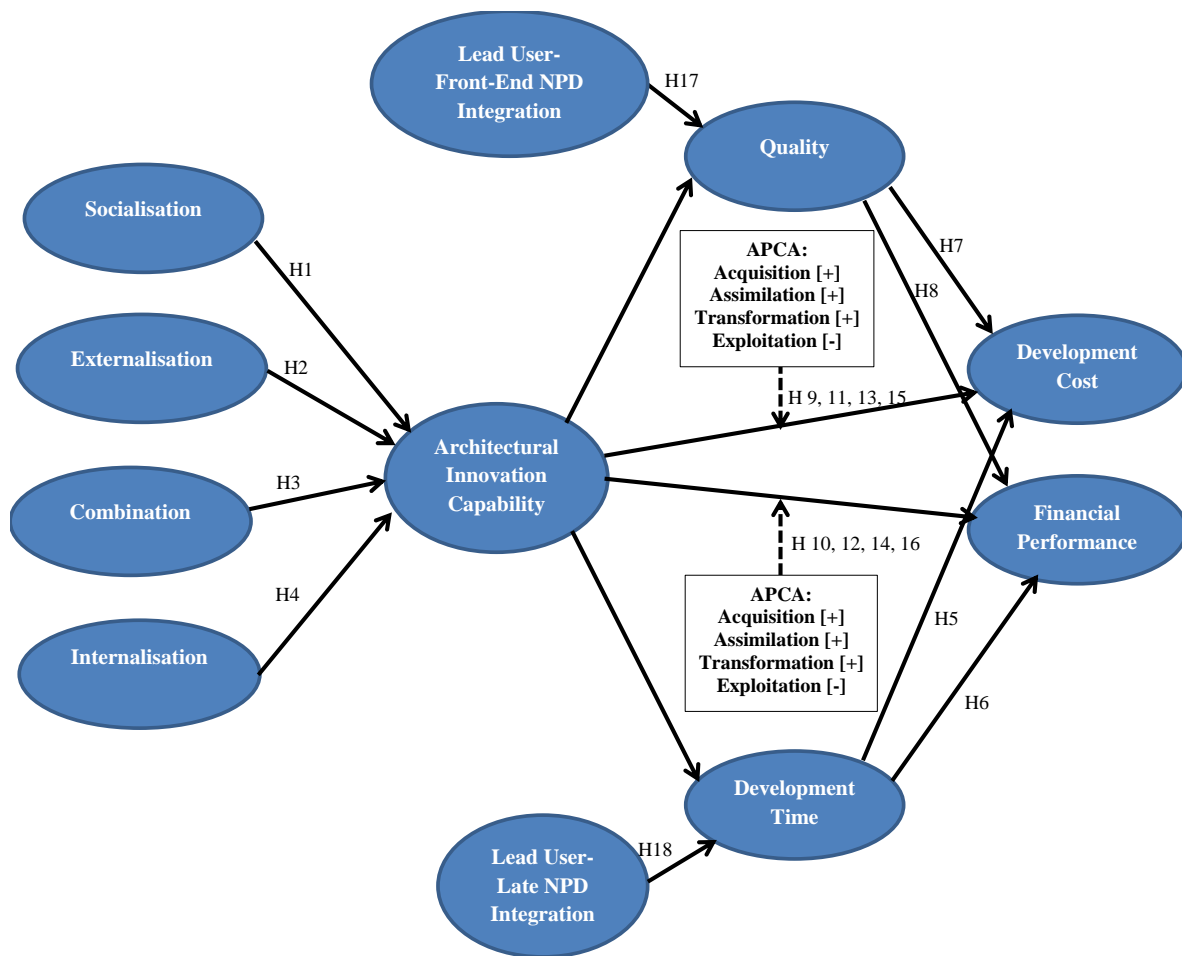 Lead User-
Front-End NPD
Integration
H17
Quality
Socialisation
H1
APCA:
Acquisition [+]
Assimilation [+]
Transformation [+]
Exploitation [-]
H7
H8
Externalisation
H2
Development
Cost
H 9, 11, 13, 15
Architectural
Innovation
Capability
Combination
H3
Financial
Performance
H 10, 12, 14, 16
H4
APCA:
Acquisition [+]
Assimilation [+]
Transformation [+]
Exploitation [-]
H5
Internalisation
H6
Development
Time
H18
Lead User-
Late NPD
Integration